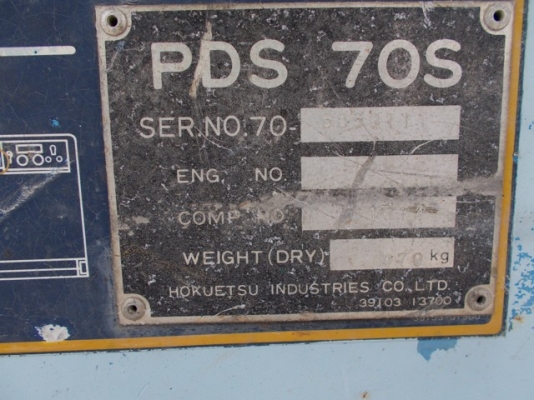 PDS 70S
SER.NO.70-
ENG. NO.
COMP NO
WEIGHT (DRY) kg
HOKUETSU INDUSTRIES CO.,LTD.
39103 13700